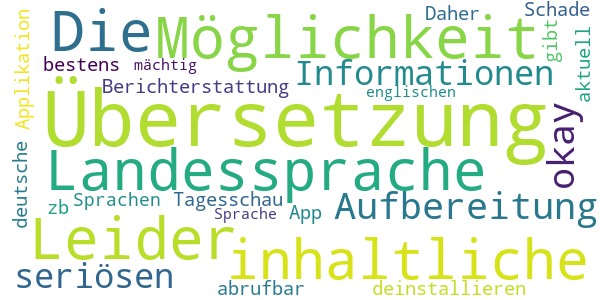 Daher
Schade
Die
Möglichkeit
gibt
aktuell
Applikation
bestens
mächtig
Informationen
Berichterstattung
englischen
Übersetzung
okay
Landessprache
deutsche
zb
Sprachen
Tagesschau
Sprache
App
Aufbereitung
Leider
inhaltliche
seriösen
abrufbar
deinstallieren